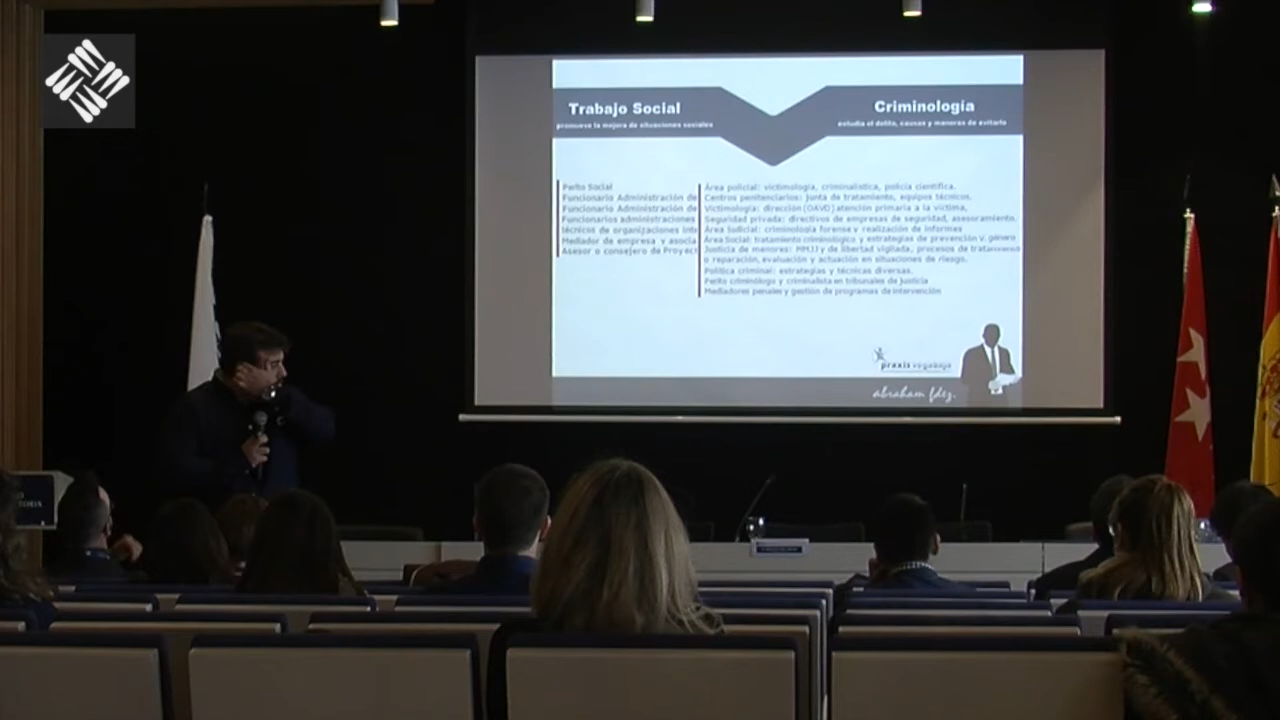 Trabajo Social
promueve la mejora de situaciones sociales
Criminología
estudia el delito, causas y maneras de evitarlo
Perito Social
Funcionario Administración de
Funcionario Administración de
Funcionarios administraciones
técnicos de organizaciones inte
Mediador de empresa y asocia
Asesor o consejero de Proyect
Área policial: victimología, criminalística, policía científica.
Centros penitenciarios: junta de tratamiento, equipos técnicos.
Victimología: dirección (OAVD) atención primaria a la víctima,
Seguridad privada: directivos de empresas de seguridad, asesoramiento.
Área Judicial: criminología forense y realización de informes
Área Social: tratamiento criminológico y estrategias de prevención V. género
Justicia de menores: MMJJ y de libertad vigilada, procesos de tratamiento
o reparación, evaluación y actuación en situaciones de riesgo.
Política criminal: estrategias y técnicas diversas.
Perito criminólogo y criminalista en tribunales de Justicia
Mediadores penales y gestión de programas de intervención
praxis vegabaja
abraham fdez.